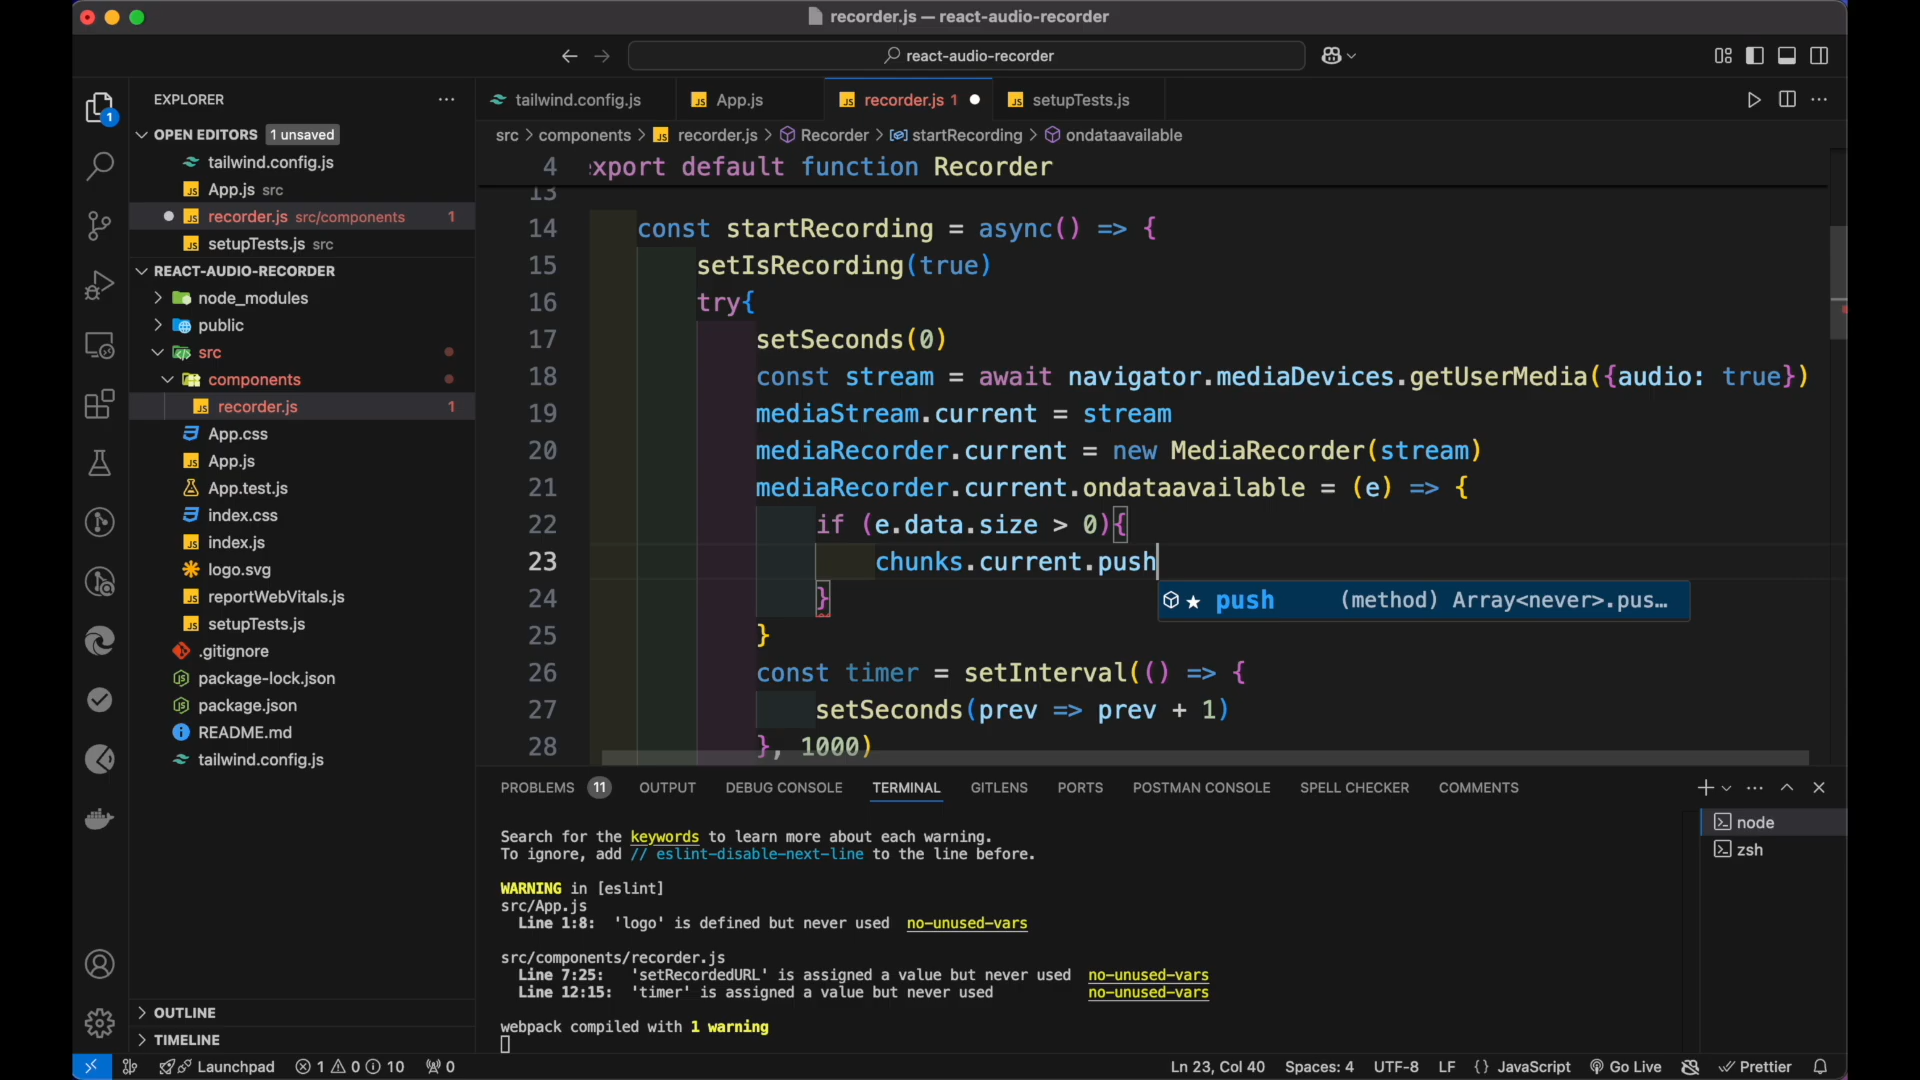 recorder.js — react-audio-recorder
react-audio-recorder
EXPLORER
OPEN EDITORS 1 unsaved
tailwind.config.js
App.js src
recorder.js src/components 1
setupTests.js src
REACT-AUDIO-RECORDER
node_modules
public
src
components
recorder.js 1
App.css
App.js
App.test.js
index.css
index.js
logo.svg
reportWebVitals.js
setupTests.js
.gitignore
package-lock.json
package.json
README.md
tailwind.config.js
OUTLINE
TIMELINE
tailwind.config.js App.js recorder.js 1 setupTests.js
src > components > recorder.js > Recorder > startRecording > ondataavailable
4 xport default function Recorder
13
14 const startRecording = async() => {
15 setIsRecording(true)
16 try{
17 setSeconds(0)
18 const stream = await navigator.mediaDevices.getUserMedia({audio: true})
19 mediaStream.current = stream
20 mediaRecorder.current = new MediaRecorder(stream)
21 mediaRecorder.current.ondataavailable = (e) => {
22 if (e.data.size > 0){
23 chunks.current.push
24 }
push (method) Array<never>.pus…
25 }
26 const timer = setInterval(() => {
27 setSeconds(prev => prev + 1)
28 }, 1000)
PROBLEMS 11 OUTPUT DEBUG CONSOLE TERMINAL GITLENS PORTS POSTMAN CONSOLE SPELL CHECKER COMMENTS
node
zsh
Search for the keywords to learn more about each warning.
To ignore, add // eslint-disable-next-line to the line before.
WARNING in [eslint]
src/App.js
Line 1:8: 'logo' is defined but never used no-unused-vars
src/components/recorder.js
Line 7:25: 'setRecordedURL' is assigned a value but never used no-unused-vars
Line 12:15: 'timer' is assigned a value but never used no-unused-vars
webpack compiled with 1 warning
Launchpad 1 0 10 0 Ln 23, Col 40 Spaces: 4 UTF-8 LF {} JavaScript Go Live Prettier